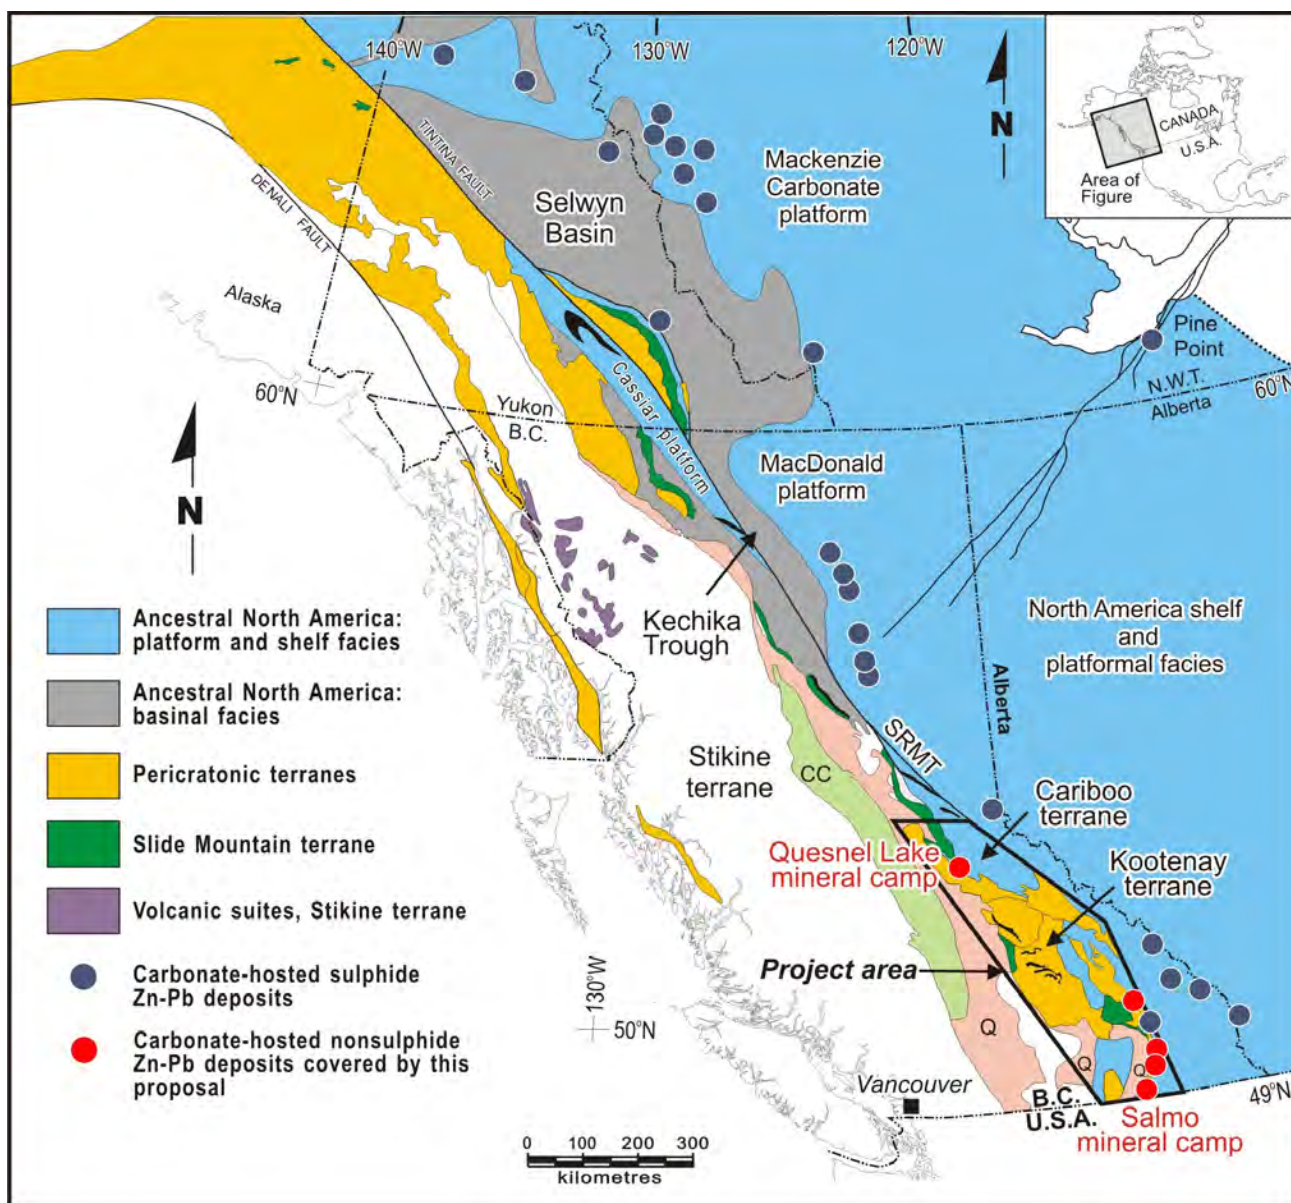 140°W
130°W
120°W
N
CANADA
U.S.A.
Area of
Figure
Mackenzie
Carbonate
platform
Selwyn
Basin
TINTINA FAULT
DENALI FAULT
Alaska
60°N
Yukon
B.C.
Cassiar platform
Pine
Point
N.W.T.
Alberta
60°N
MacDonald
platform
N
Kechika
Trough
North America shelf
and
platformal facies
Alberta
SRMT
Stikine
terrane
CC
Cariboo
terrane
Kootenay
terrane
Quesnel Lake
mineral camp
Project area
Q
Q
Q
130°W
50°N
Vancouver
B.C.
U.S.A.
49°N
Salmo
mineral camp
Ancestral North America:
platform and shelf facies
Ancestral North America:
basinal facies
Pericratonic terranes
Slide Mountain terrane
Volcanic suites, Stikine terrane
Carbonate-hosted sulphide
Zn-Pb deposits
Carbonate-hosted nonsulphide
Zn-Pb deposits covered by this
proposal
0 100 200 300
kilometres